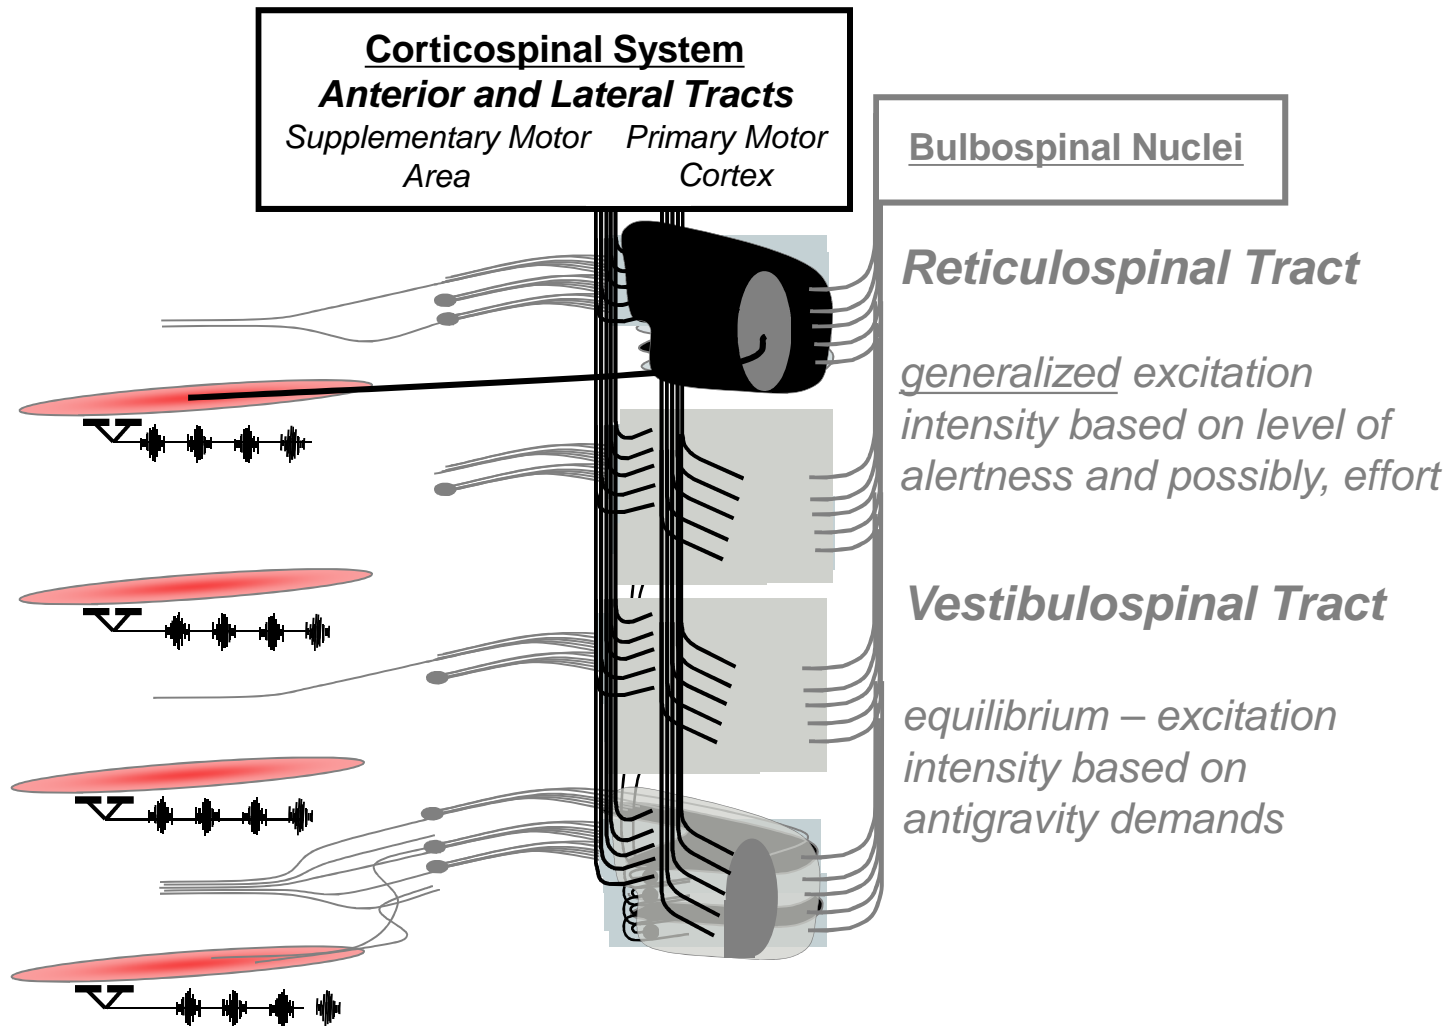 Corticospinal System
Anterior and Lateral Tracts
Supplementary Motor Area
Primary Motor Cortex
Bulbospinal Nuclei
Reticulospinal Tract
generalized excitation
intensity based on level of
alertness and possibly, effort
Vestibulospinal Tract
equilibrium – excitation
intensity based on
antigravity demands